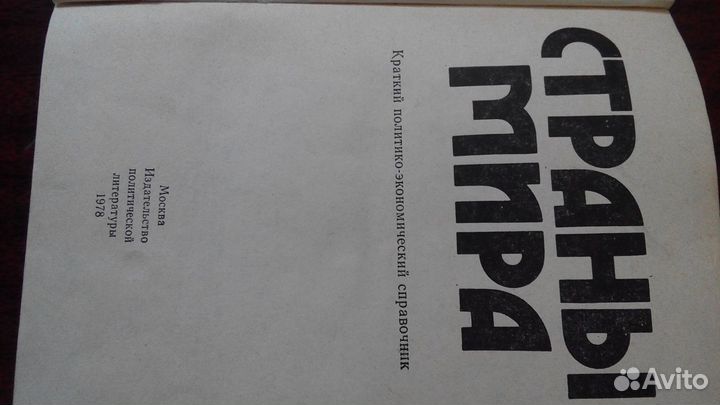 СТРАНЫ
МИРА
Краткий политико-экономический справочник
Москва
Издательство
политической
литературы
1978
Avito